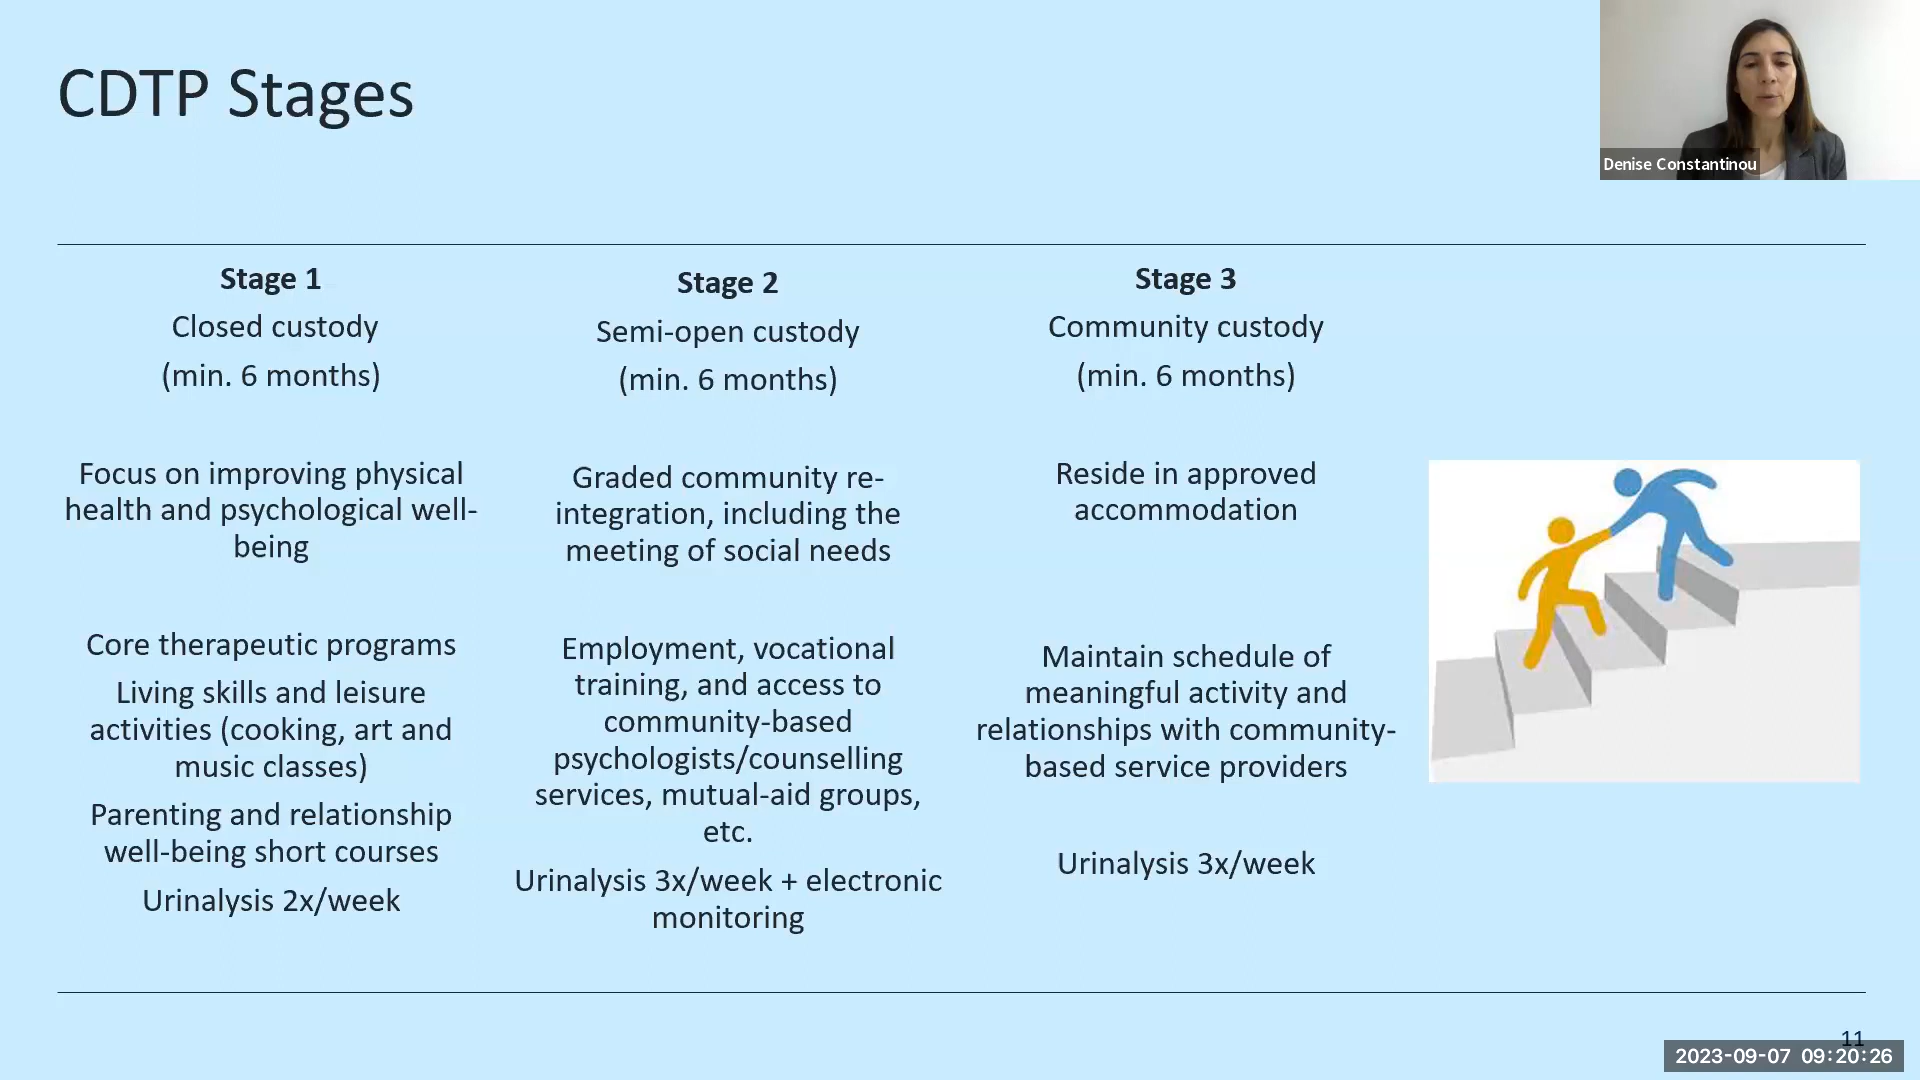 CDTP Stages
Denise Constantinou
Stage 1
Closed custody
(min. 6 months)
Focus on improving physical
health and psychological well-
being
Core therapeutic programs
Living skills and leisure
activities (cooking, art and
music classes)
Parenting and relationship
well-being short courses
Urinalysis 2x/week
Stage 2
Semi-open custody
(min. 6 months)
Graded community re-
integration, including the
meeting of social needs
Employment, vocational
training, and access to
community-based
psychologists/counselling
services, mutual-aid groups,
etc.
Urinalysis 3x/week + electronic
monitoring
Stage 3
Community custody
(min. 6 months)
Reside in approved
accommodation
Maintain schedule of
meaningful activity and
relationships with community-
based service providers
Urinalysis 3x/week
11
2023-09-07 09:20:26